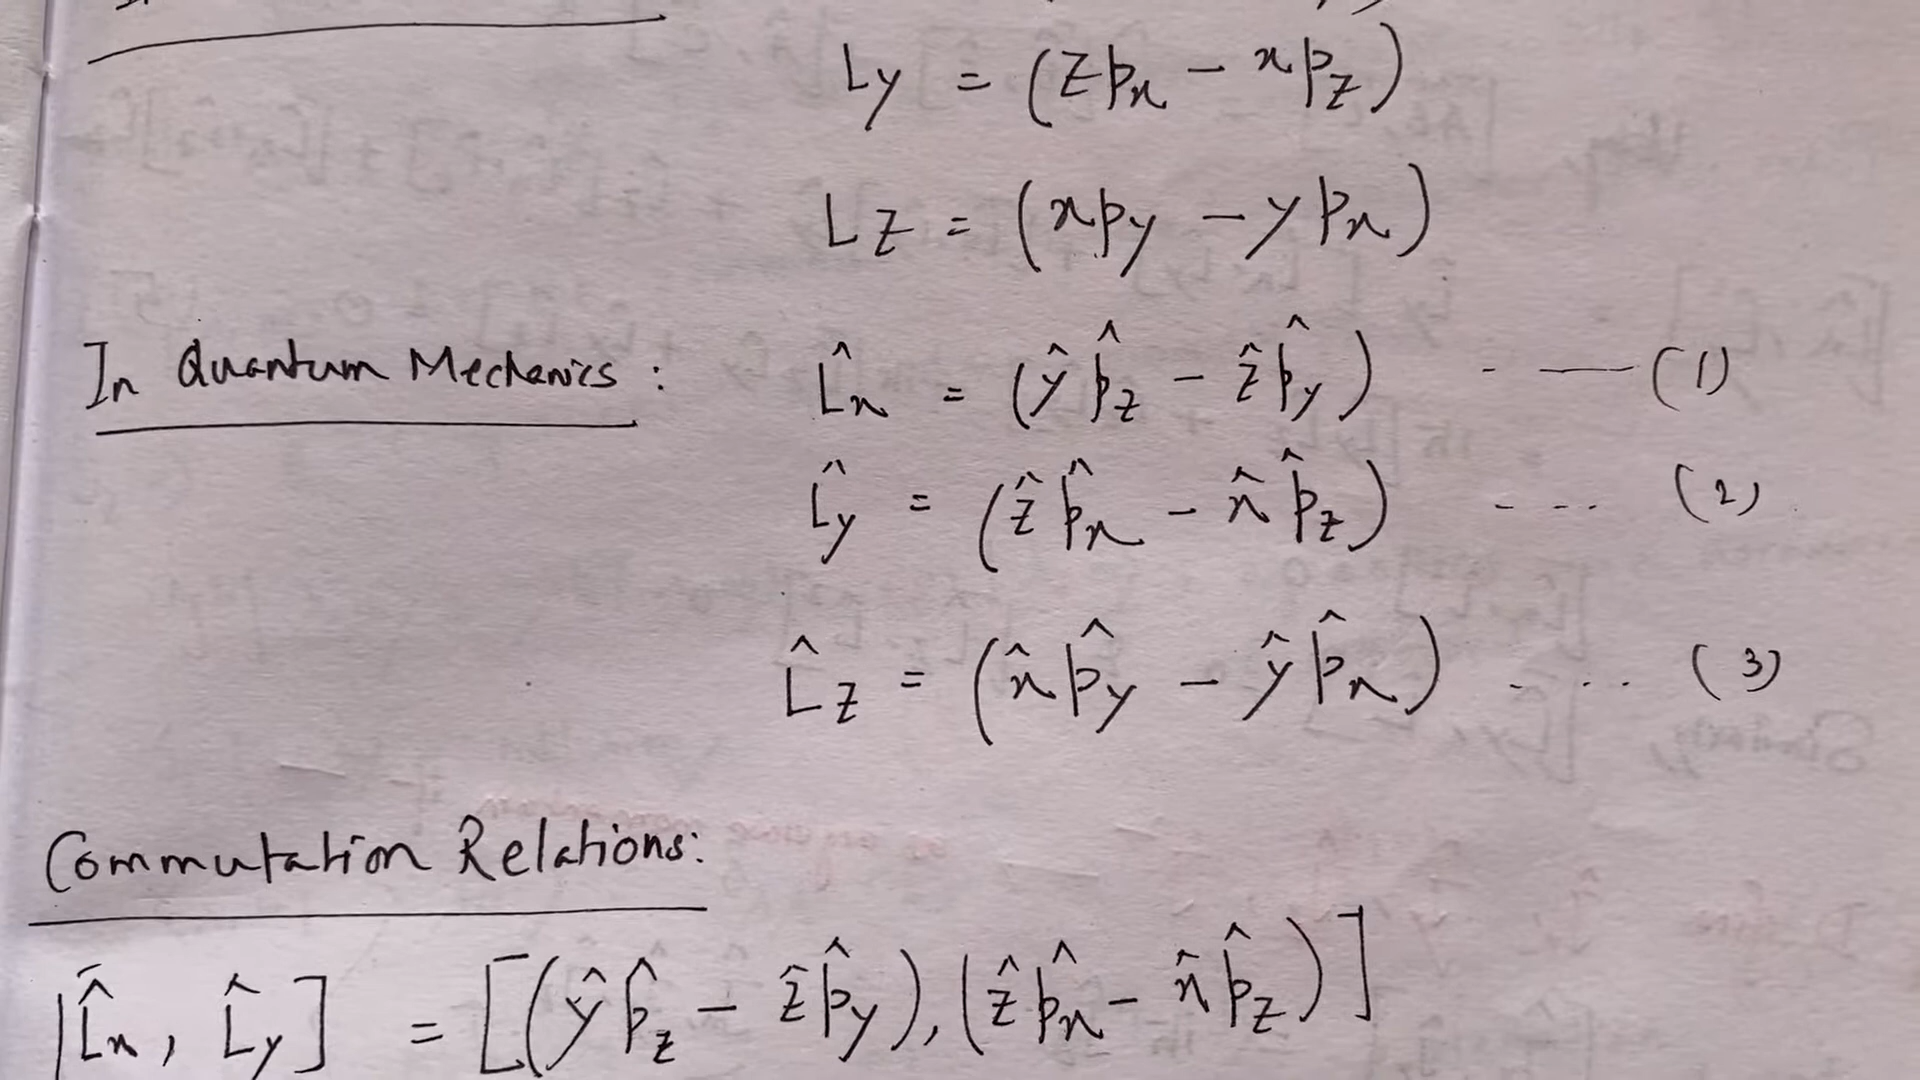 Ly = (zpx - xpz)
Lz = (xpy - ypx)
In Quantum Mechanics : L̂x = (ŷp̂z - ẑp̂y) - — (1)
L̂y = (ẑp̂x - x̂p̂z) --- (2)
L̂z = (x̂p̂y - ŷp̂x) - ... (3)
Commutation Relations:
[L̂x, L̂y] = [(ŷp̂z - ẑp̂y), (ẑp̂x - x̂p̂z)]